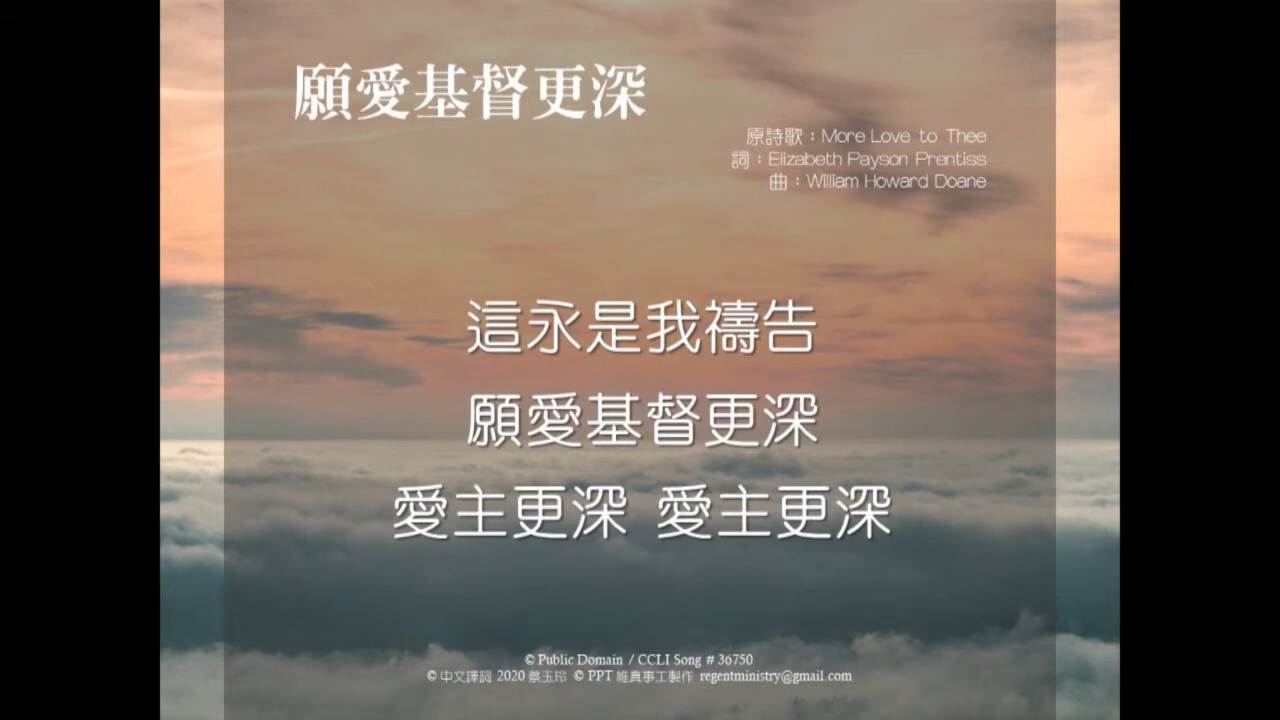 願愛基督更深
原詩歌：More Love to Thee
詞：Elizabeth Payson Prentiss
曲：William Howard Doane
這永是我禱告
願愛基督更深
愛主更深 愛主更深
© Public Domain / CCLI Song # 36750
© 中文譯詞 2020 蔡玉玲 © PPT 維真事工製作 regentministry@gmail.com